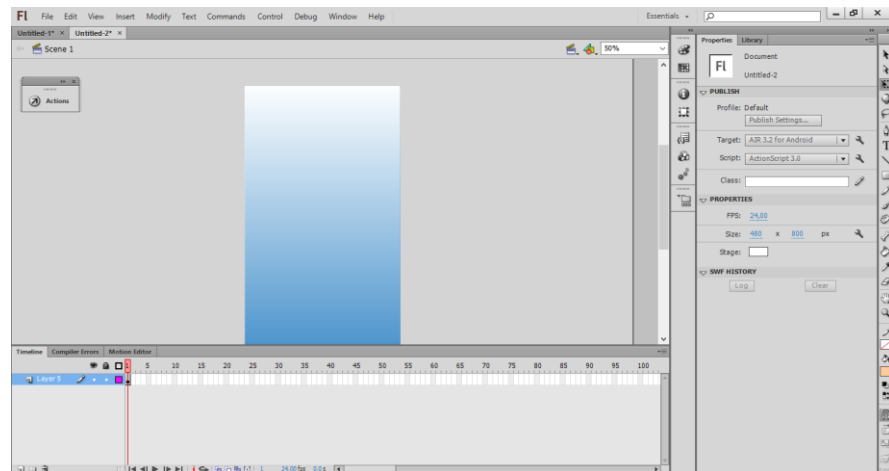 Fl File Edit View Insert Modify Text Commands Control Debug Window Help Essentials
Untitled-1* × Untitled-2* ×
Scene 1 50%
Actions
Properties Library
Fl Document
Untitled-2
PUBLISH
Profile: Default
Publish Settings...
Target: AIR 3.2 for Android
Script: ActionScript 3.0
Class:
PROPERTIES
FPS: 24,00
Size: 480 x 800 px
Stage:
SWF HISTORY
Log Clear
Timeline Compiler Errors Motion Editor
1 5 10 15 20 25 30 35 40 45 50 55 60 65 70 75 80 85 90 95 100
Layer 5
1 24,00 fps 0,0 s